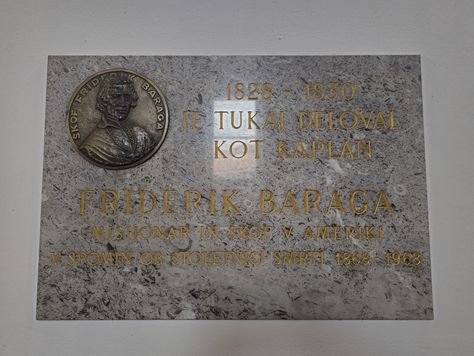 ŠKOF FRIDERIK BARAGA
1828 - 1830
JE TUKAJ DELOVAL
KOT KAPLAN
FRIDERIK BARAGA
MISIJONAR IN ŠKOF V AMERIKI
V SPOMIN OB STOLETNICI SMRTI 1868-1968